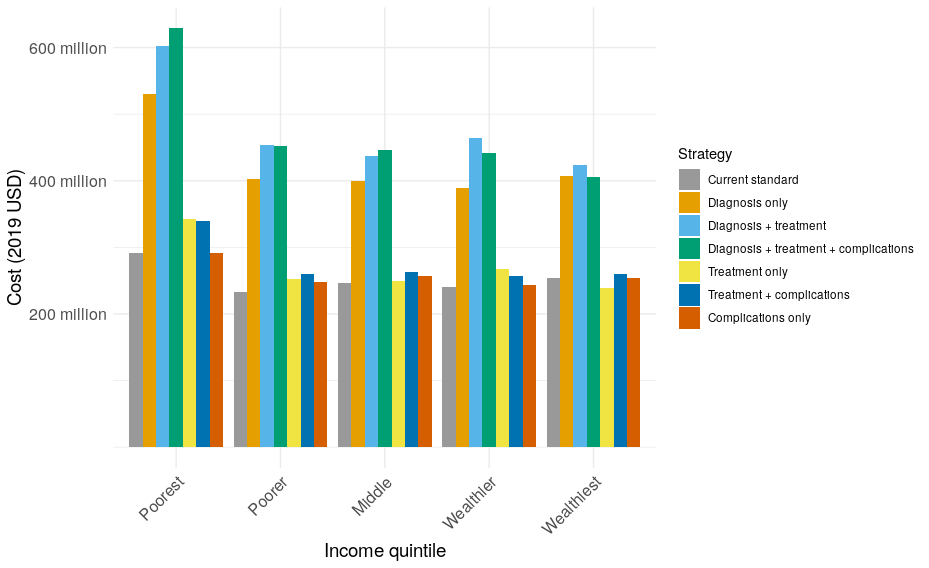 600 million
400 million
200 million
Cost (2019 USD)
Poorest
Poorer
Middle
Wealthier
Wealthiest
Income quintile
Strategy
Current standard
Diagnosis only
Diagnosis + treatment
Diagnosis + treatment + complications
Treatment only
Treatment + complications
Complications only